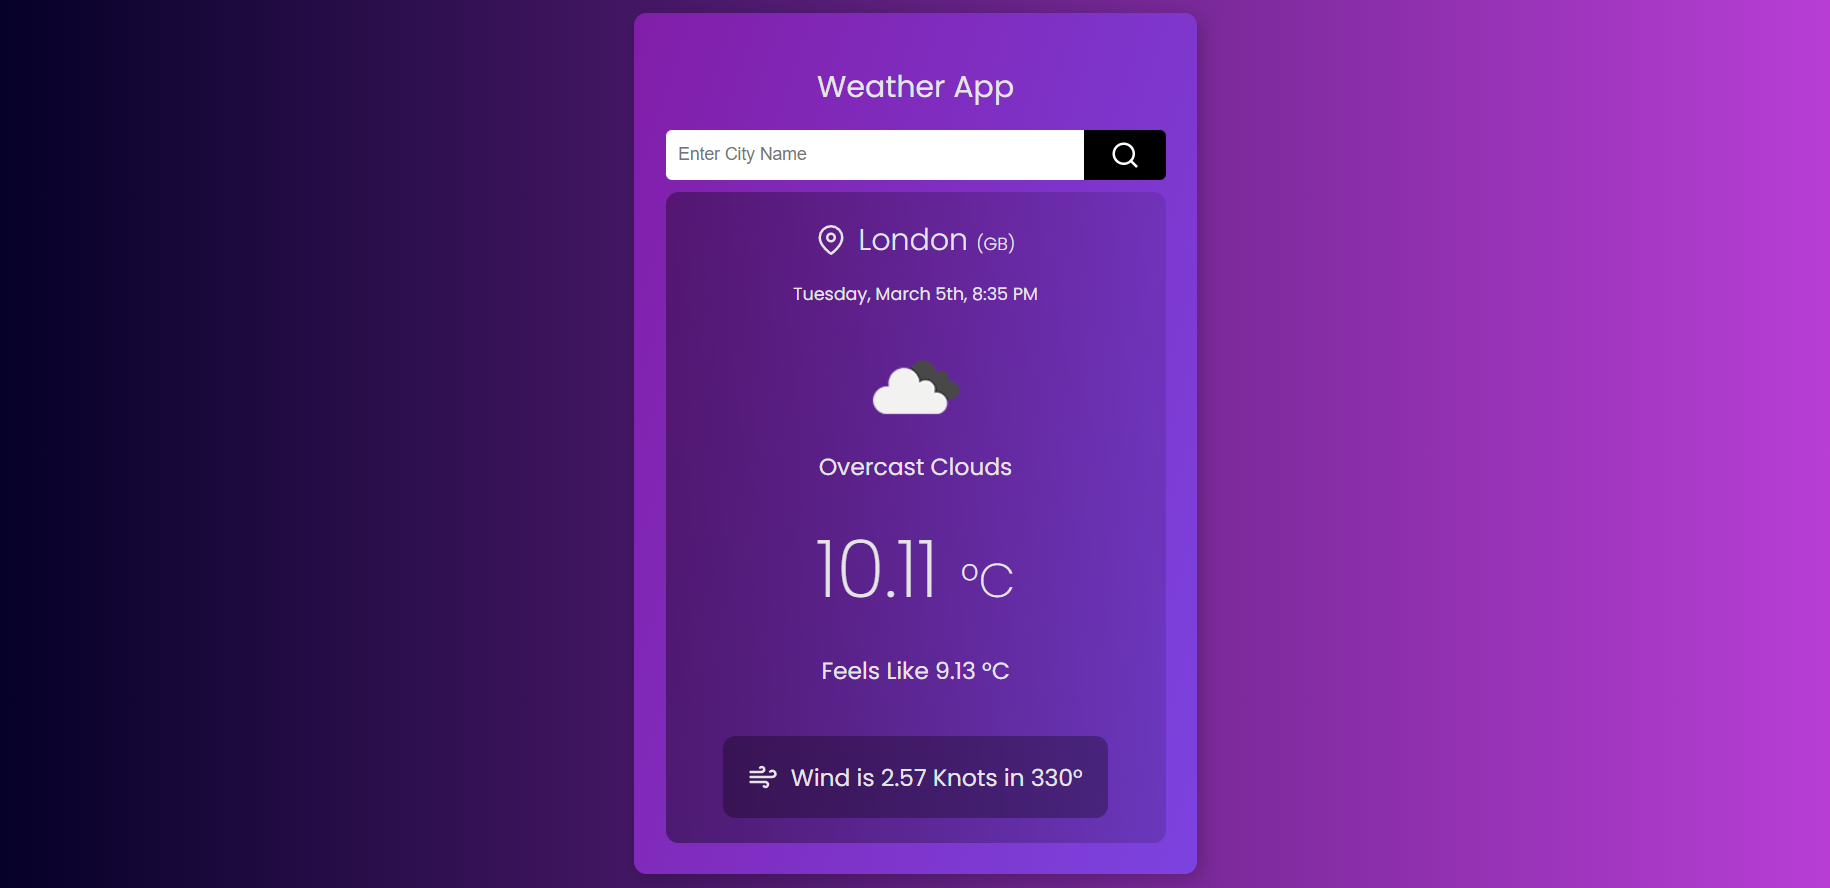 Weather App
Enter City Name
London (GB)
Tuesday, March 5th, 8:35 PM
Overcast Clouds
10.11 °C
Feels Like 9.13 °C
Wind is 2.57 Knots in 330°